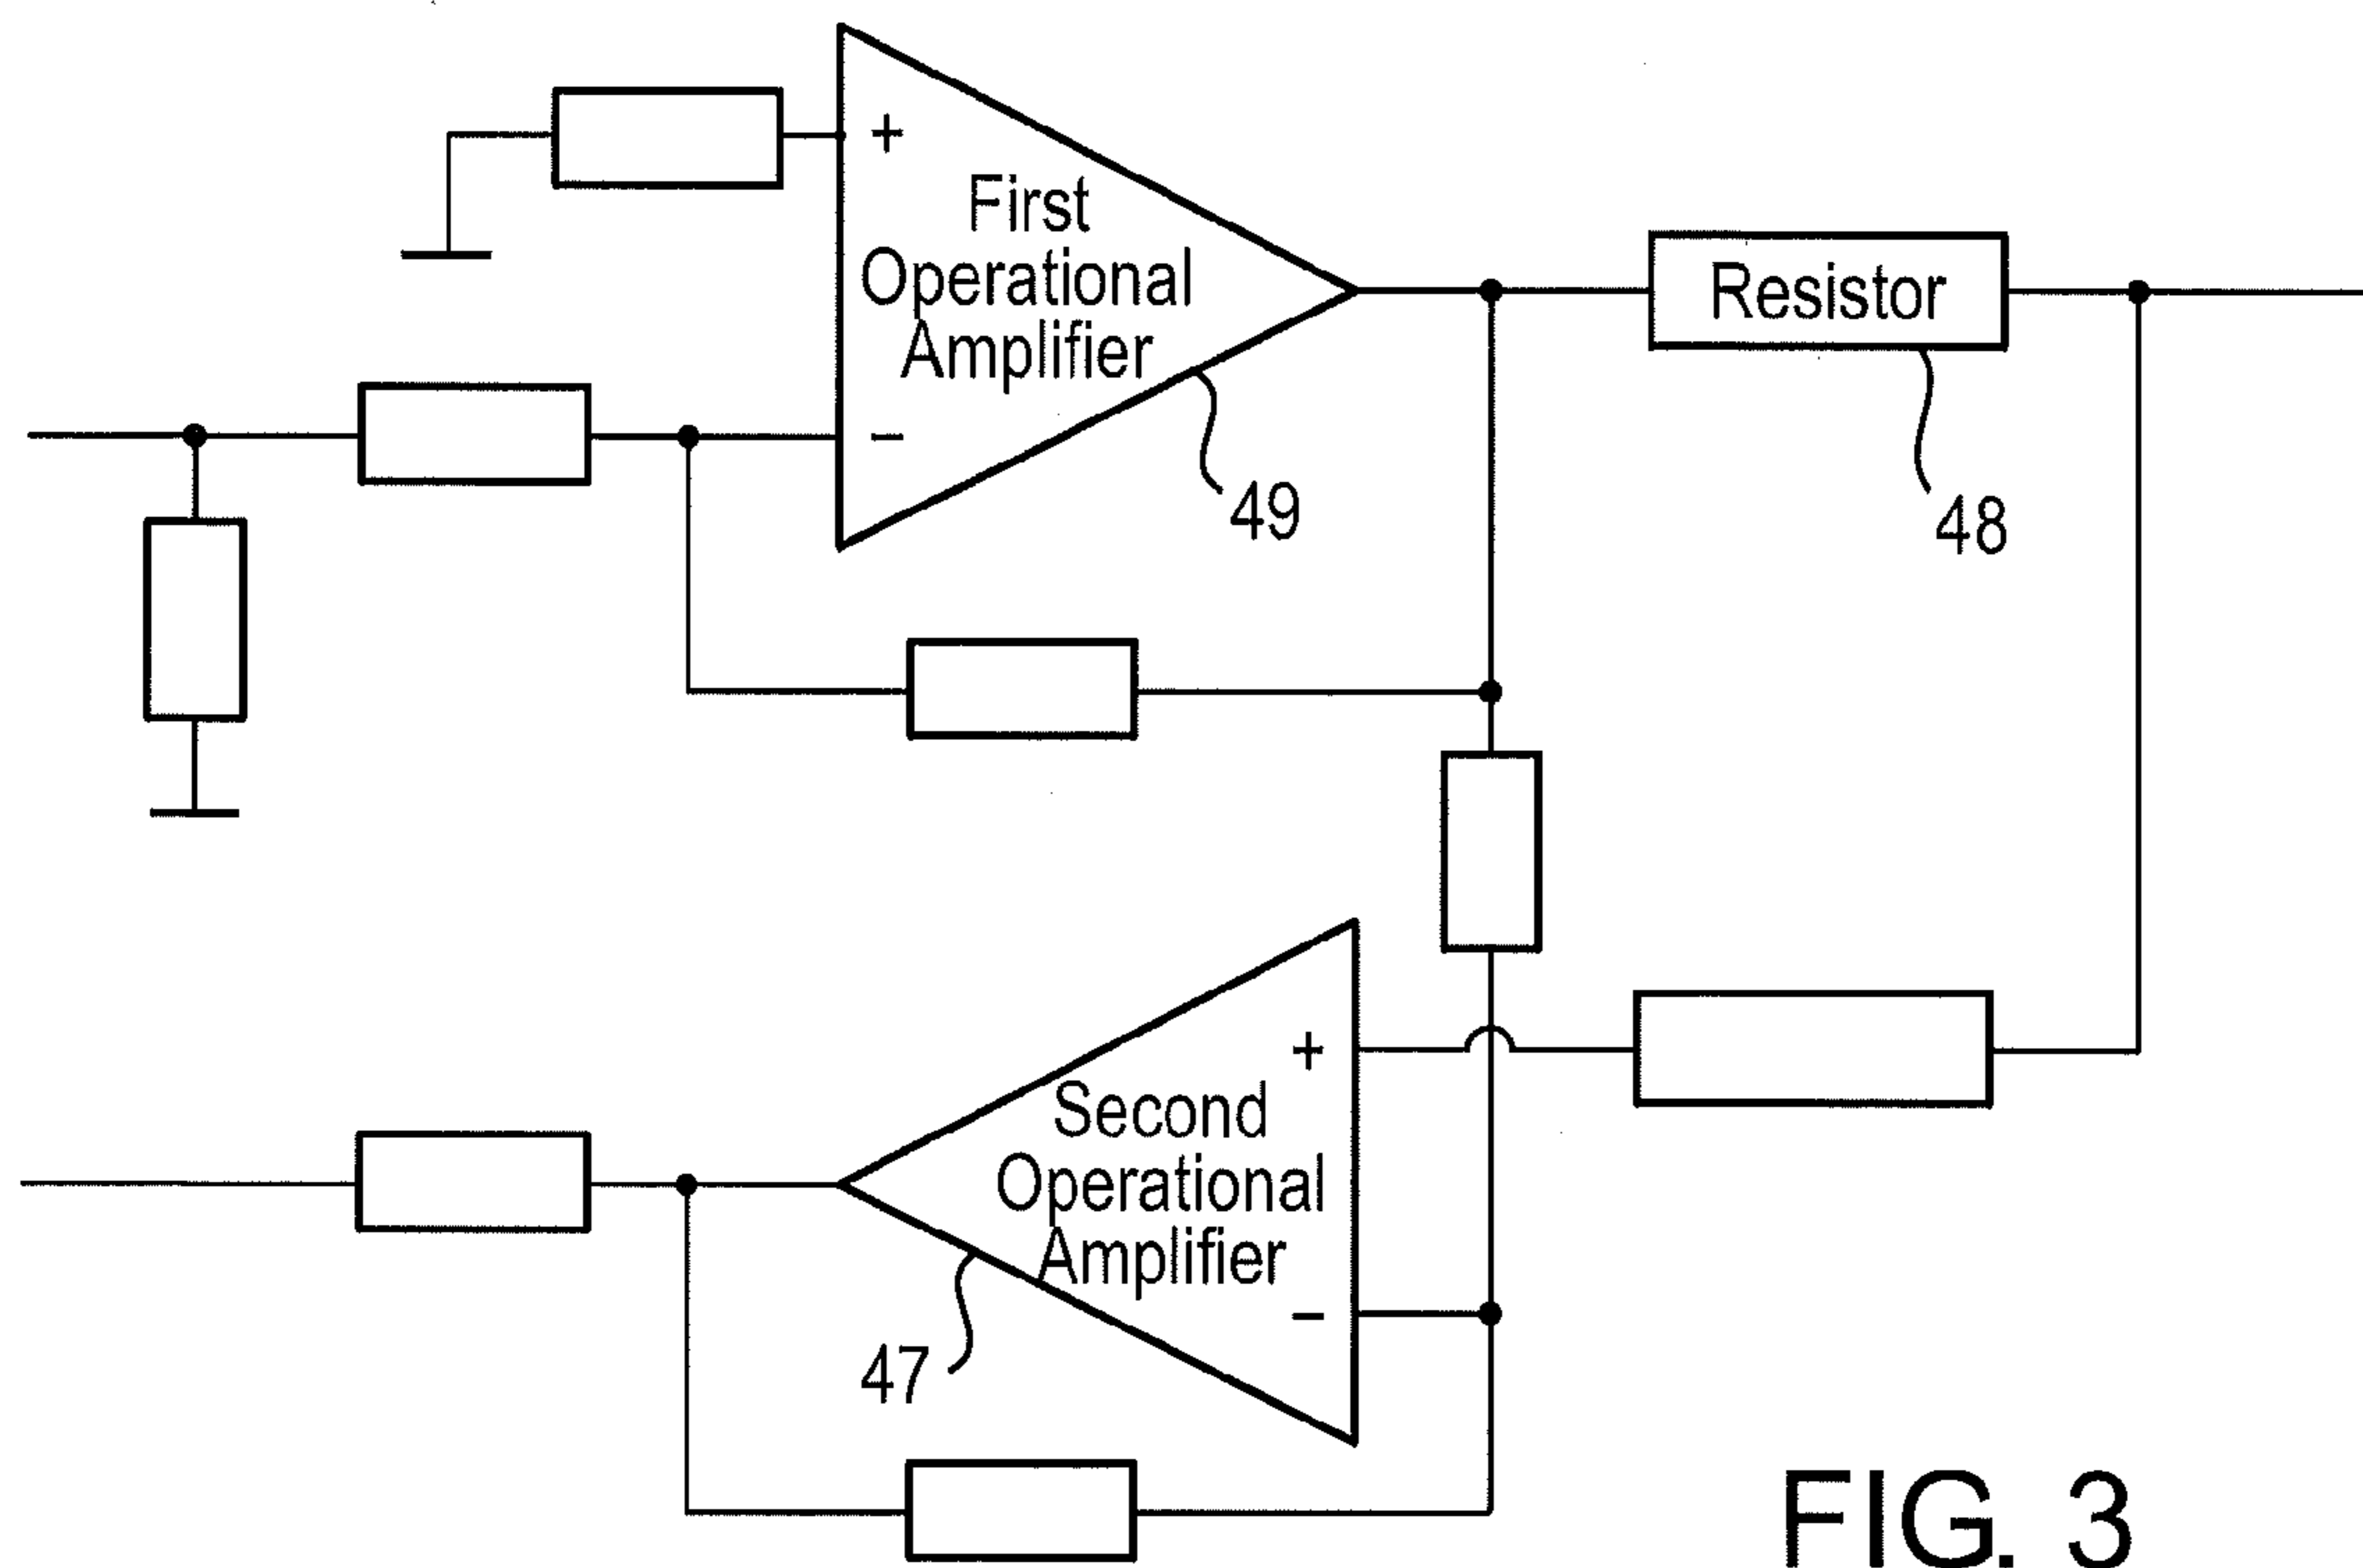 +
First
Operational
Amplifier
−
49
Resistor
48
+
Second
Operational
Amplifier
−
47
FIG. 3